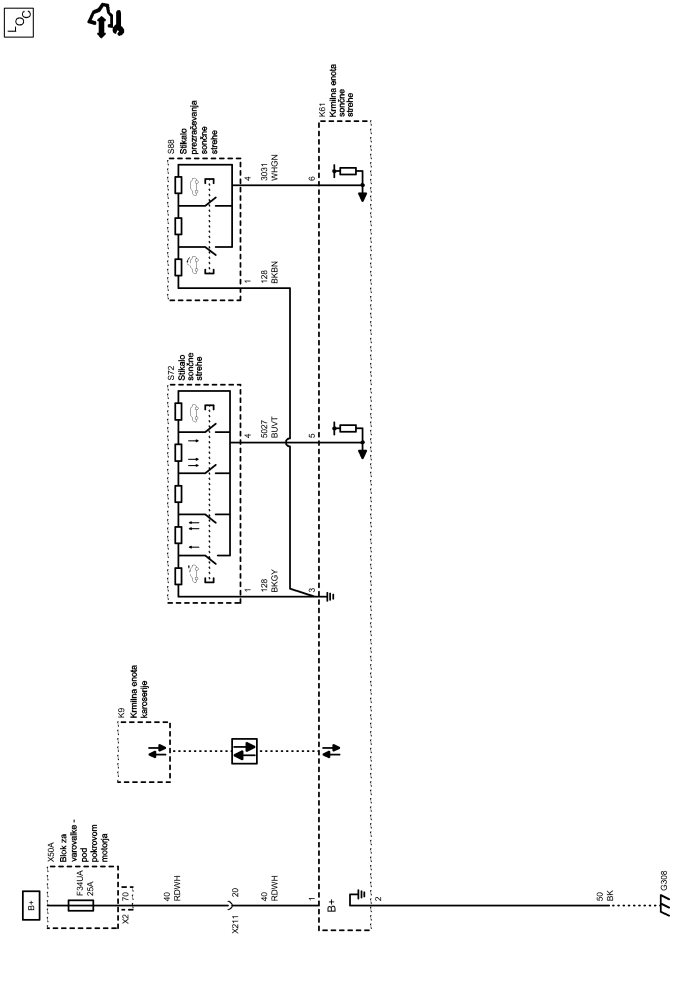 LOC
B+
X50A
Blok za
varovalke -
pod
pokrovom
motorja
F34UA
25A
X2
70
40
RDWH
X211
20
40
RDWH
1
B+
2
50
BK
G308
K9
Krmilna enota
karoserije
S72
Stikalo
sončne
strehe
1
128
BKGY
3
4
5027
BUVT
5
S88
Stikalo
prezračevanja
sončne
strehe
1
128
BKBN
4
3031
WHGN
6
K61
Krmilna enota
sončne
strehe